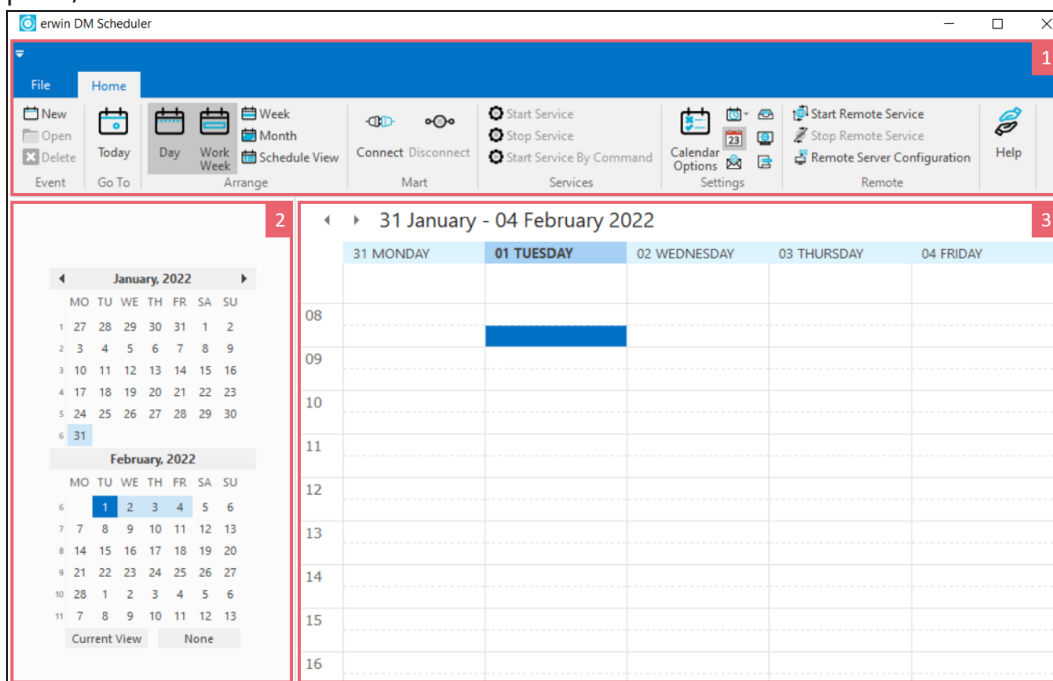 erwin DM Scheduler
1
File Home
New
Open
Delete
Event
Today
Go To
Day
Work Week
Week
Month
Schedule View
Arrange
Connect Disconnect
Mart
Start Service
Stop Service
Start Service By Command
Services
Calendar Options
23
Settings
Start Remote Service
Stop Remote Service
Remote Server Configuration
Remote
Help
2
January, 2022
MO TU WE TH FR SA SU
1 27 28 29 30 31 1 2
2 3 4 5 6 7 8 9
3 10 11 12 13 14 15 16
4 17 18 19 20 21 22 23
5 24 25 26 27 28 29 30
6 31
February, 2022
MO TU WE TH FR SA SU
6 1 2 3 4 5 6
7 7 8 9 10 11 12 13
8 14 15 16 17 18 19 20
9 21 22 23 24 25 26 27
10 28 1 2 3 4 5 6
11 7 8 9 10 11 12 13
Current View None
3
31 January - 04 February 2022
31 MONDAY 01 TUESDAY 02 WEDNESDAY 03 THURSDAY 04 FRIDAY
08
09
10
11
12
13
14
15
16